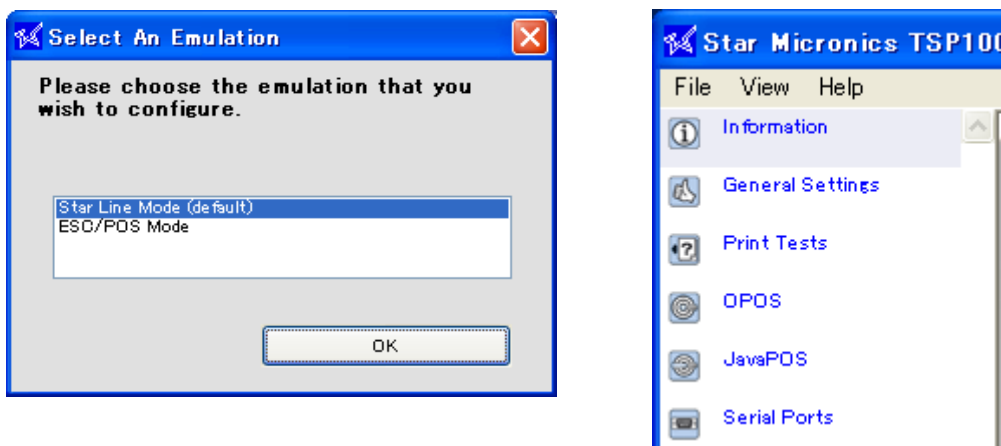 Select An Emulation
Please choose the emulation that you
wish to configure.
Star Line Mode (default)
ESC/POS Mode
OK
Star Micronics TSP100
File View Help
Information
General Settings
Print Tests
OPOS
JavaPOS
Serial Ports